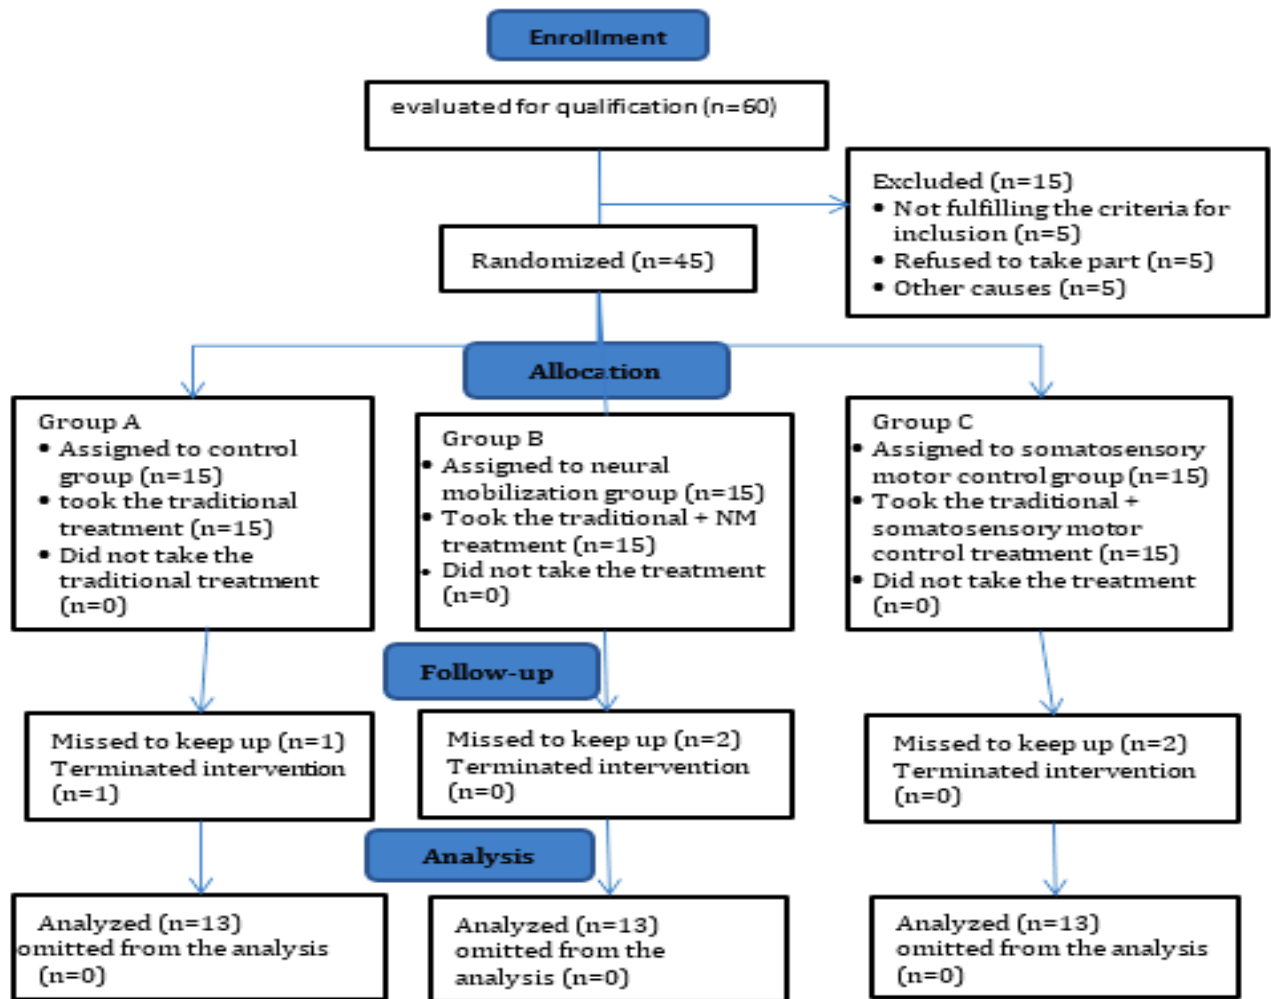 Enrollment
evaluated for qualification (n=60)
Excluded (n=15)
• Not fulfilling the criteria for
inclusion (n=5)
• Refused to take part (n=5)
• Other causes (n=5)
Randomized (n=45)
Allocation
Group A
• Assigned to control
group (n=15)
• took the traditional
treatment (n=15)
• Did not take the
traditional treatment
(n=0)
Group B
• Assigned to neural
mobilization group (n=15)
• Took the traditional + NM
treatment (n=15)
• Did not take the treatment
(n=0)
Group C
• Assigned to somatosensory
motor control group (n=15)
• Took the traditional +
somatosensory motor
control treatment (n=15)
• Did not take the treatment
(n=0)
Follow-up
Missed to keep up (n=1)
Terminated intervention
(n=1)
Missed to keep up (n=2)
Terminated intervention
(n=0)
Missed to keep up (n=2)
Terminated intervention
(n=0)
Analysis
Analyzed (n=13)
omitted from the analysis
(n=0)
Analyzed (n=13)
omitted from the
analysis (n=0)
Analyzed (n=13)
omitted from the analysis
(n=0)